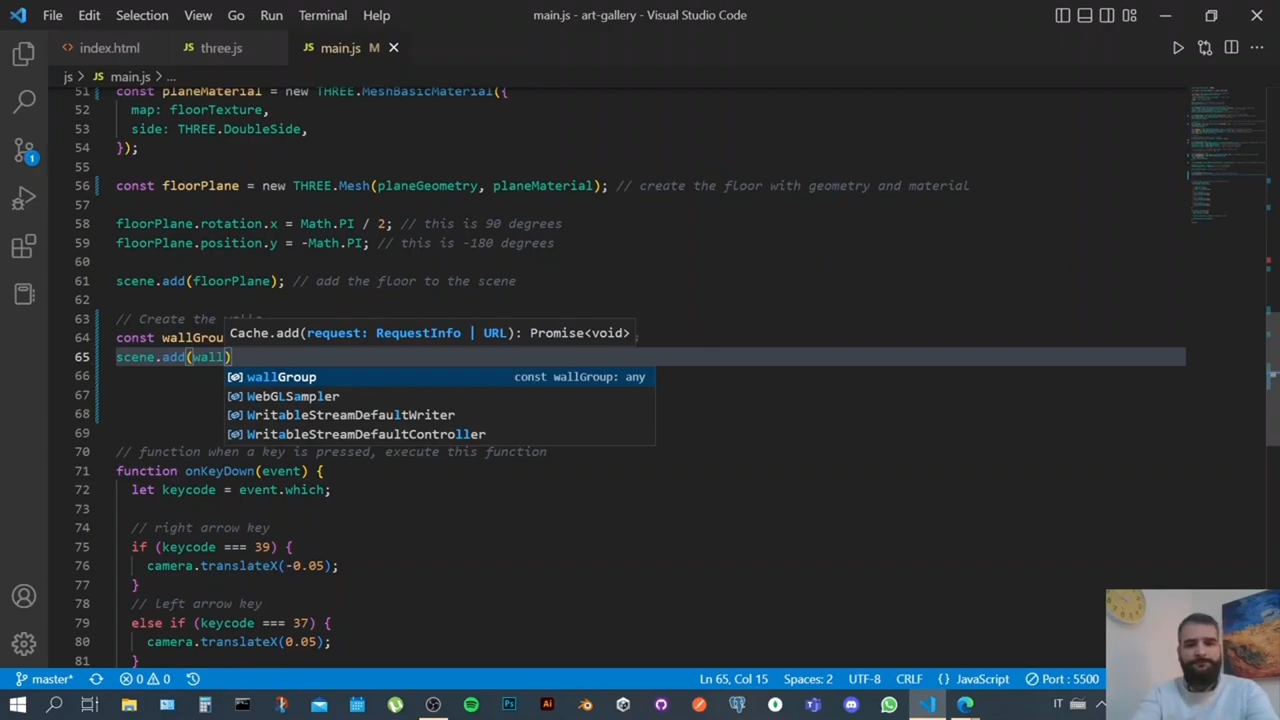 File Edit Selection View Go Run Terminal Help
main.js - art-gallery - Visual Studio Code
index.html
JS three.js
JS main.js M
js > JS main.js > ...
51 const planeMaterial = new THREE.MeshBasicMaterial({
52 map: floorTexture,
53 side: THREE.DoubleSide,
54 });
55
56 const floorPlane = new THREE.Mesh(planeGeometry, planeMaterial); // create the floor with geometry and material
57
58 floorPlane.rotation.x = Math.PI / 2; // this is 90 degrees
59 floorPlane.position.y = -Math.PI; // this is -180 degrees
60
61 scene.add(floorPlane); // add the floor to the scene
62
63 // Create the walls
Cache.add(request: RequestInfo | URL): Promise<void>
64 const wallGrou
65 scene.add(wall)
66
wallGroup const wallGroup: any
WebGLSampler
67
WritableStreamDefaultWriter
68
WritableStreamDefaultController
69
70 // function when a key is pressed, execute this function
71 function onKeyDown(event) {
72 let keycode = event.which;
73
74 // right arrow key
75 if (keycode === 39) {
76 camera.translateX(-0.05);
77 }
78 // left arrow key
79 else if (keycode === 37) {
80 camera.translateX(0.05);
81 }
master* 0 0 Ln 65, Col 15 Spaces: 2 UTF-8 CRLF {} JavaScript Port : 5500
1
Ps Ai IT